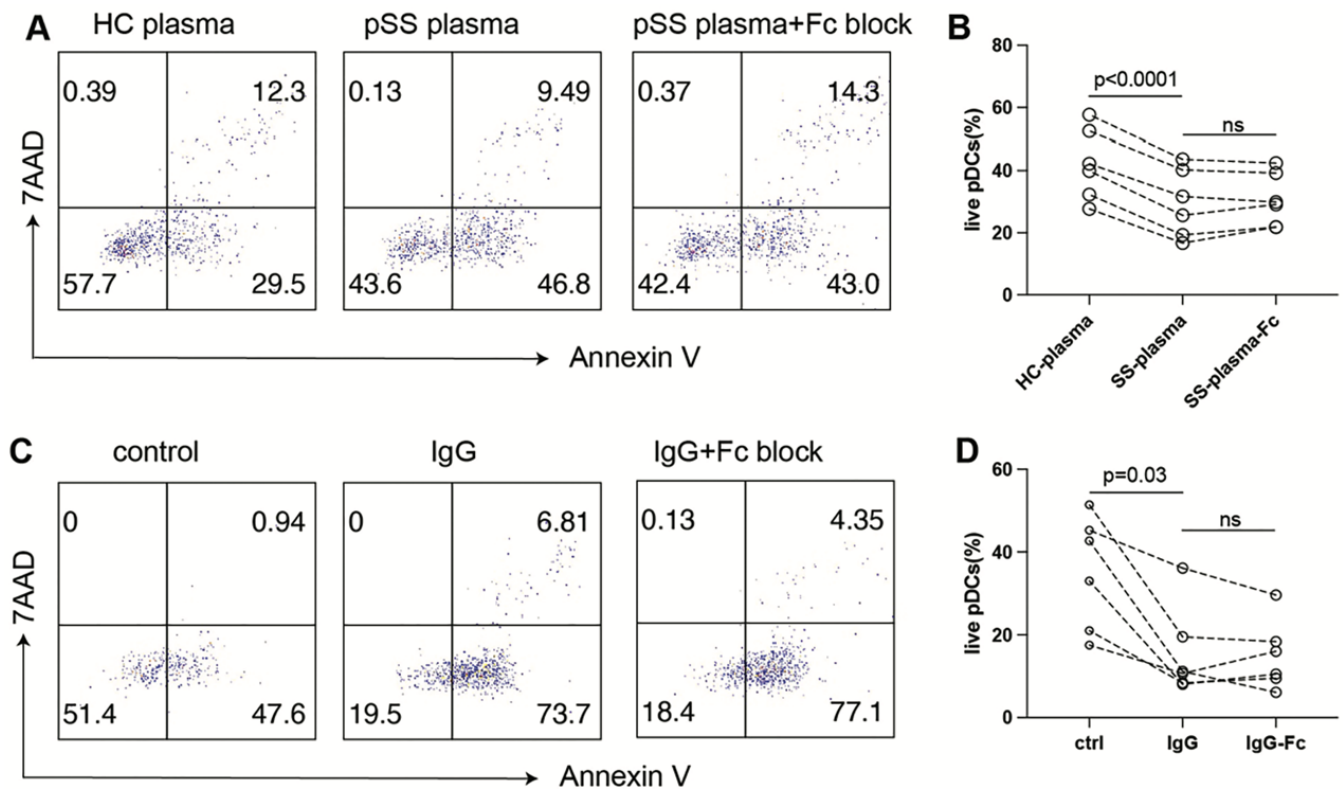 A
HC plasma
pSS plasma
pSS plasma+Fc block
0.39
12.3
57.7
29.5
0.13
9.49
43.6
46.8
0.37
14.3
42.4
43.0
7AAD
Annexin V
B
80
60
40
20
0
live pDCs(%)
p<0.0001
ns
HC-plasma
SS-plasma
SS-plasma-Fc
C
control
IgG
IgG+Fc block
0
0.94
51.4
47.6
0
6.81
19.5
73.7
0.13
4.35
18.4
77.1
7AAD
Annexin V
D
60
40
20
0
live pDCs(%)
p=0.03
ns
ctrl
IgG
IgG-Fc